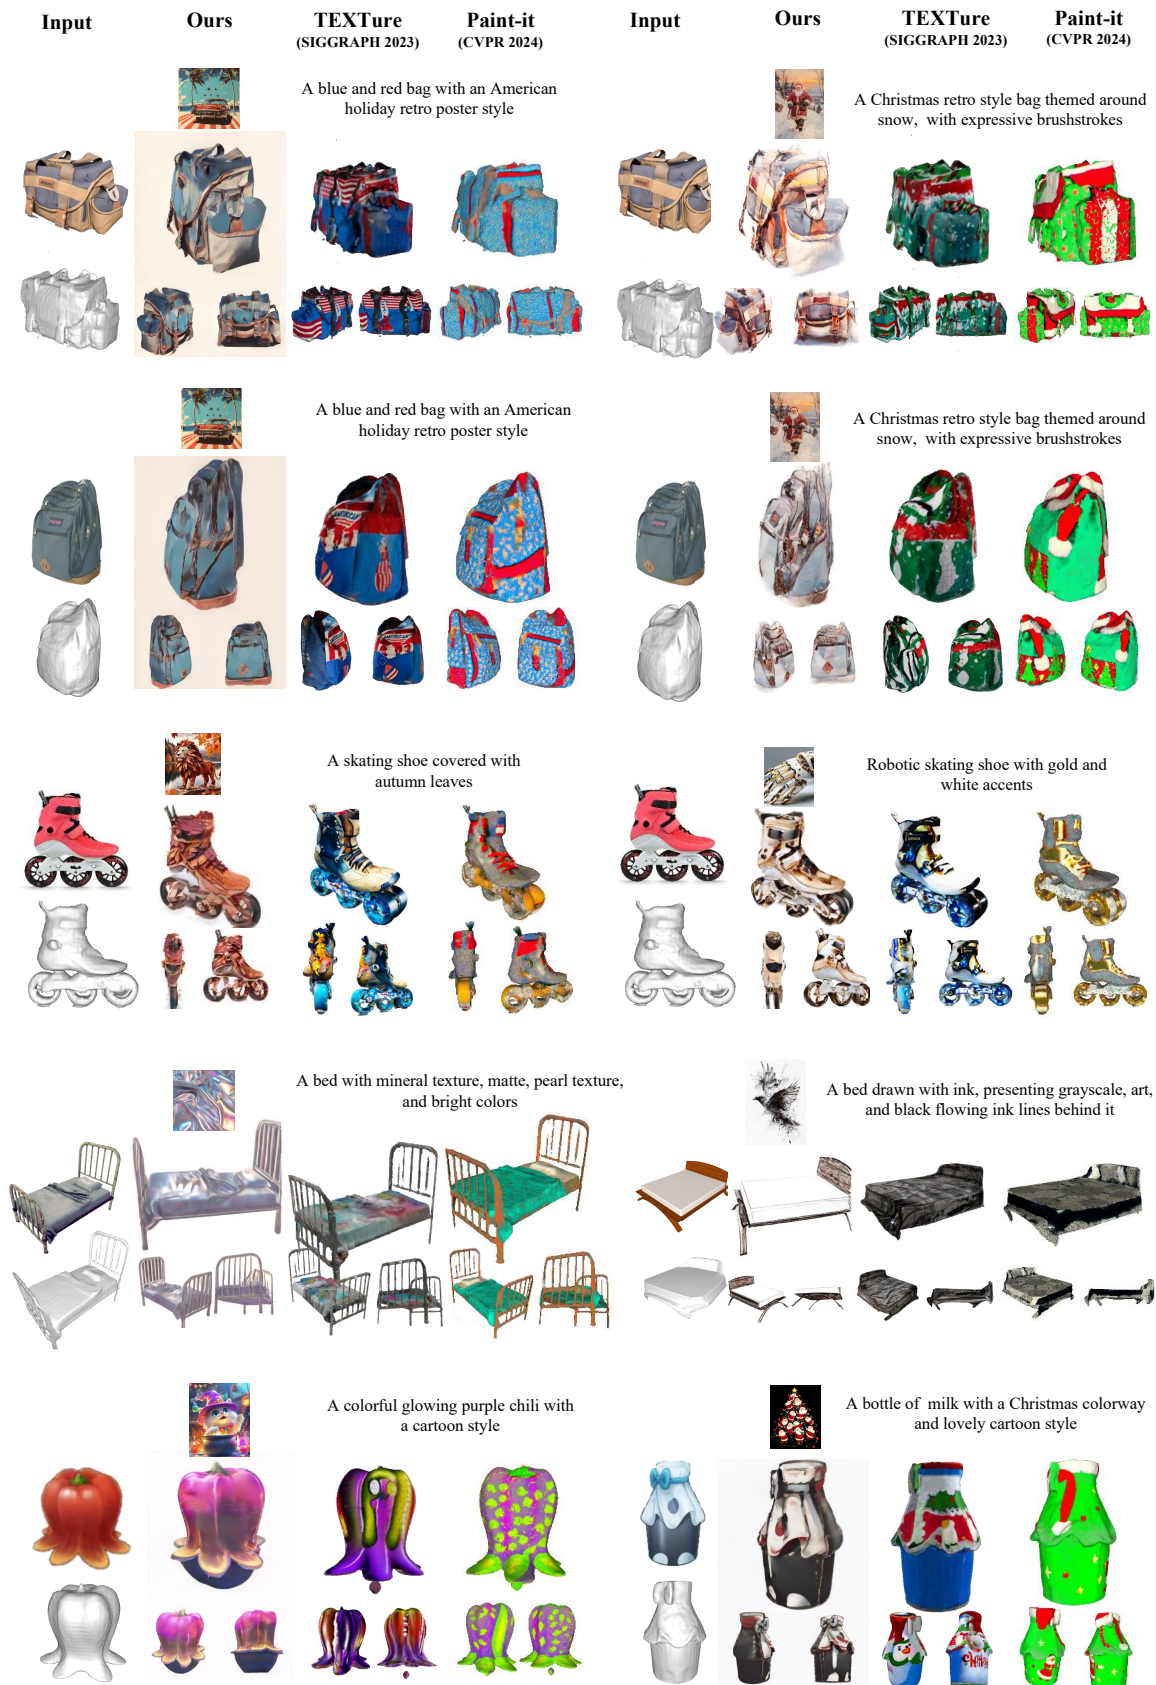 Input Ours TEXTure Paint-it Input Ours TEXTure Paint-it
(SIGGRAPH 2023) (CVPR 2024) (SIGGRAPH 2023) (CVPR 2024)
A blue and red bag with an American
holiday retro poster style
A Christmas retro style bag themed around
snow, with expressive brushstrokes
A blue and red bag with an American
holiday retro poster style
A Christmas retro style bag themed around
snow, with expressive brushstrokes
A skating shoe covered with
autumn leaves
Robotic skating shoe with gold and
white accents
A bed with mineral texture, matte, pearl texture,
and bright colors
A bed drawn with ink, presenting grayscale, art,
and black flowing ink lines behind it
A colorful glowing purple chili with
a cartoon style
A bottle of milk with a Christmas colorway
and lovely cartoon style